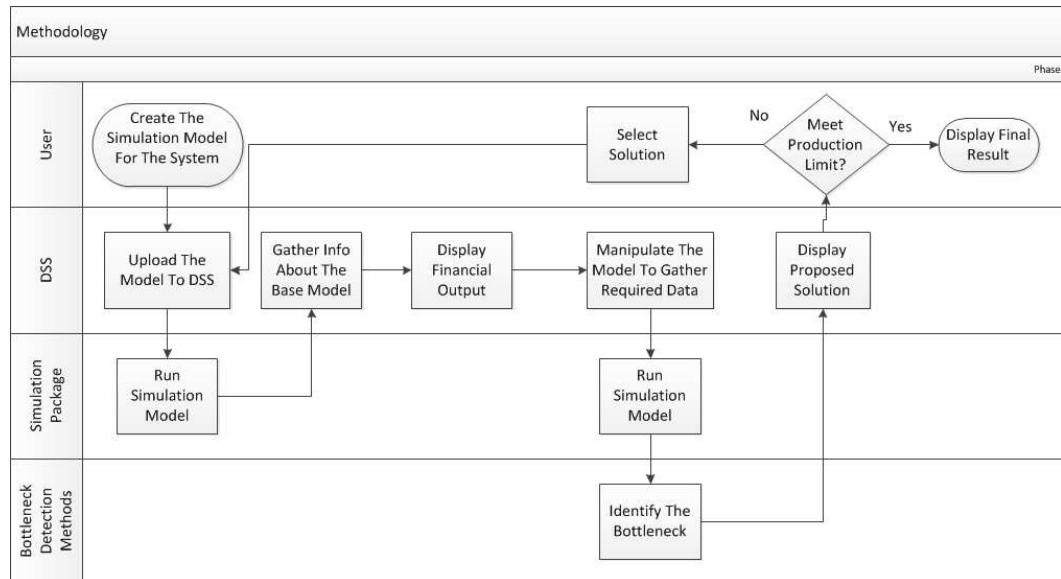 Methodology
Phase
User
Create The
Simulation Model
For The System
Select
Solution
No
Meet
Production
Limit?
Yes
Display Final
Result
DSS
Upload The
Model To DSS
Gather Info
About The
Base Model
Display
Financial
Output
Manipulate The
Model To Gather
Required Data
Display
Proposed
Solution
Simulation
Package
Run
Simulation
Model
Run
Simulation
Model
Bottleneck
Detection
Methods
Identify The
Bottleneck